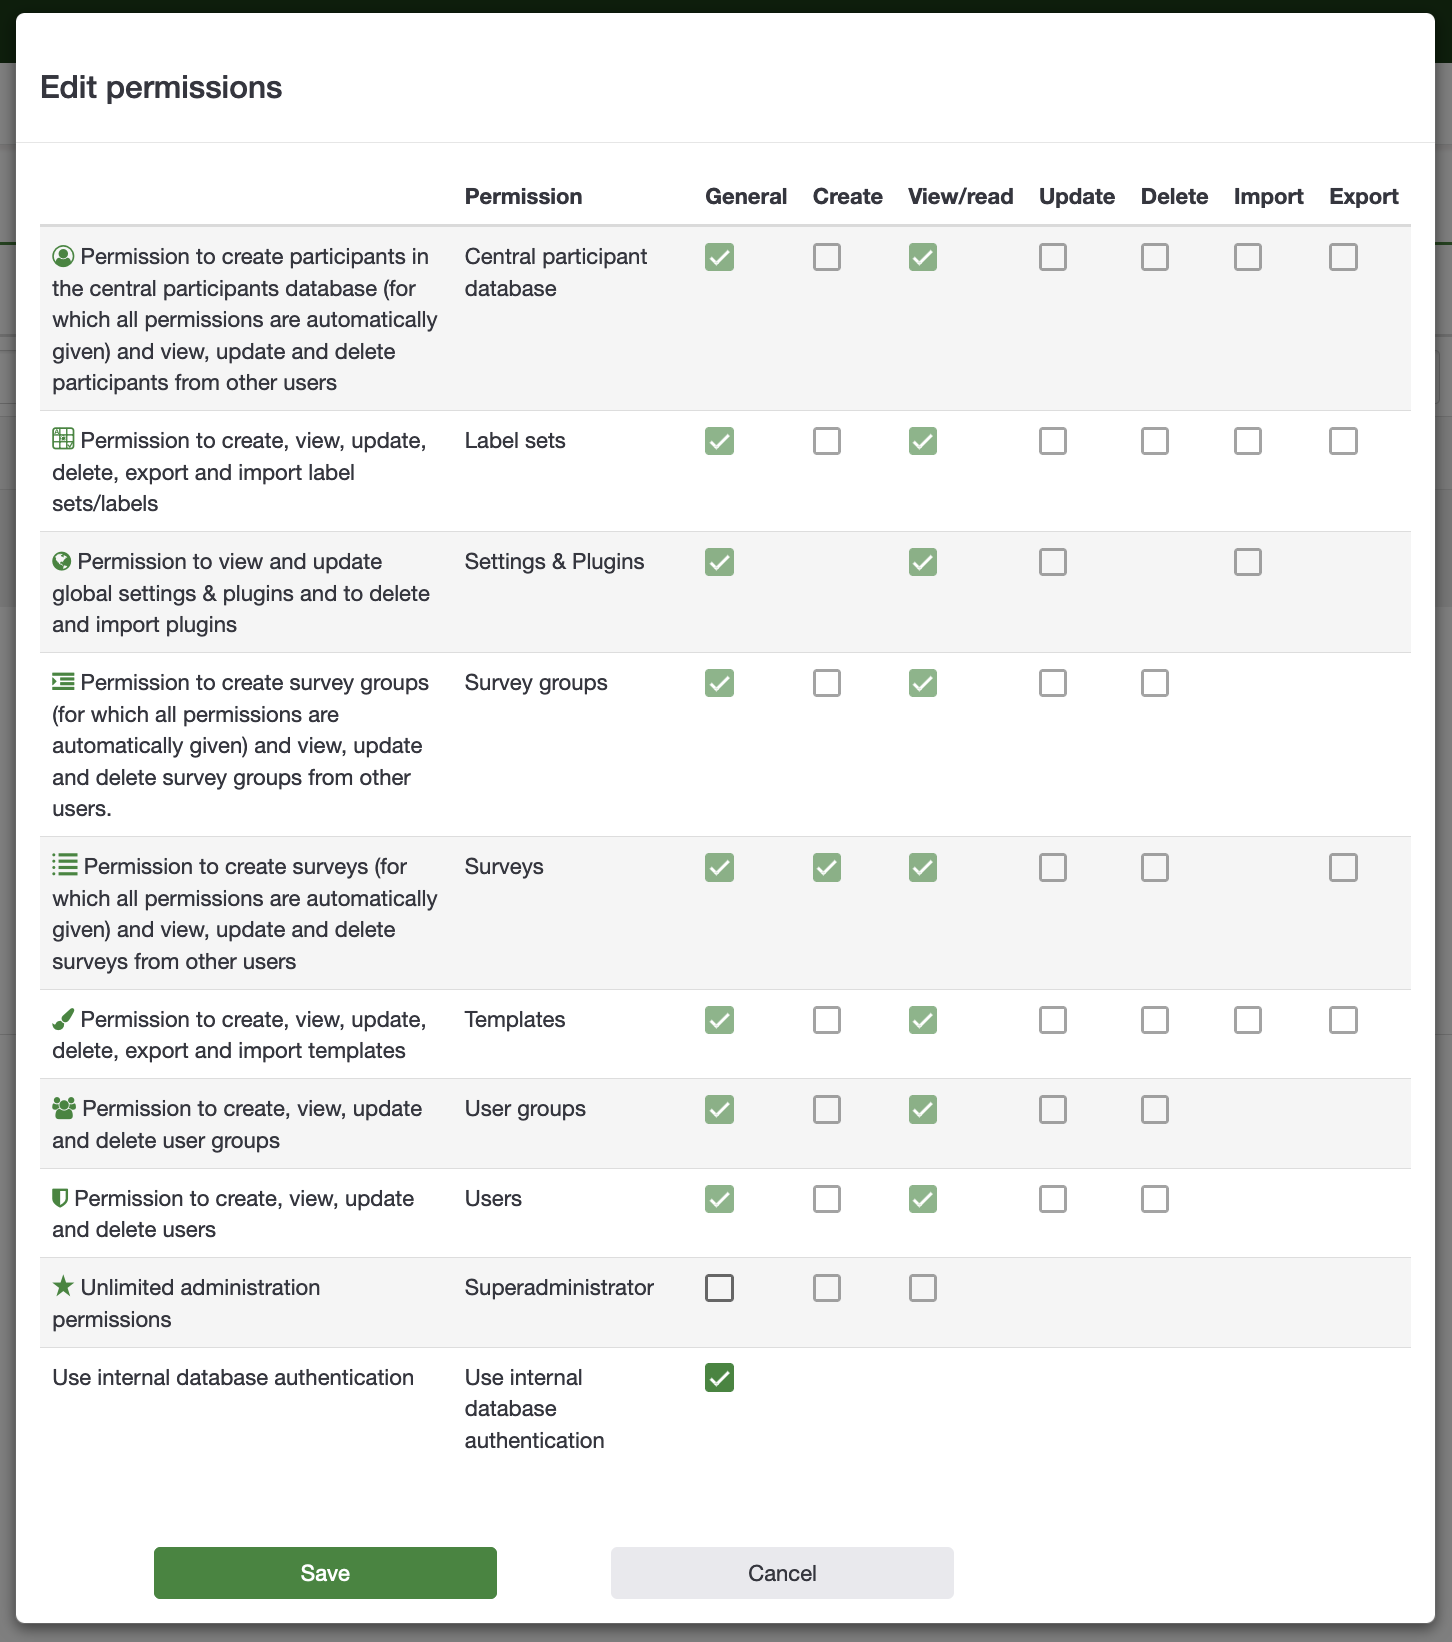 Edit permissions
Permission General Create View/read Update Delete Import Export
Permission to create participants in
the central participants database (for
which all permissions are automatically
given) and view, update and delete
participants from other users
Central participant
database
Permission to create, view, update,
delete, export and import label
sets/labels
Label sets
Permission to view and update
global settings & plugins and to delete
and import plugins
Settings & Plugins
Permission to create survey groups
(for which all permissions are
automatically given) and view, update
and delete survey groups from other
users.
Survey groups
Permission to create surveys (for
which all permissions are automatically
given) and view, update and delete
surveys from other users
Surveys
Permission to create, view, update,
delete, export and import templates
Templates
Permission to create, view, update
and delete user groups
User groups
Permission to create, view, update
and delete users
Users
Unlimited administration
permissions
Superadministrator
Use internal database authentication
Use internal
database
authentication
Save
Cancel